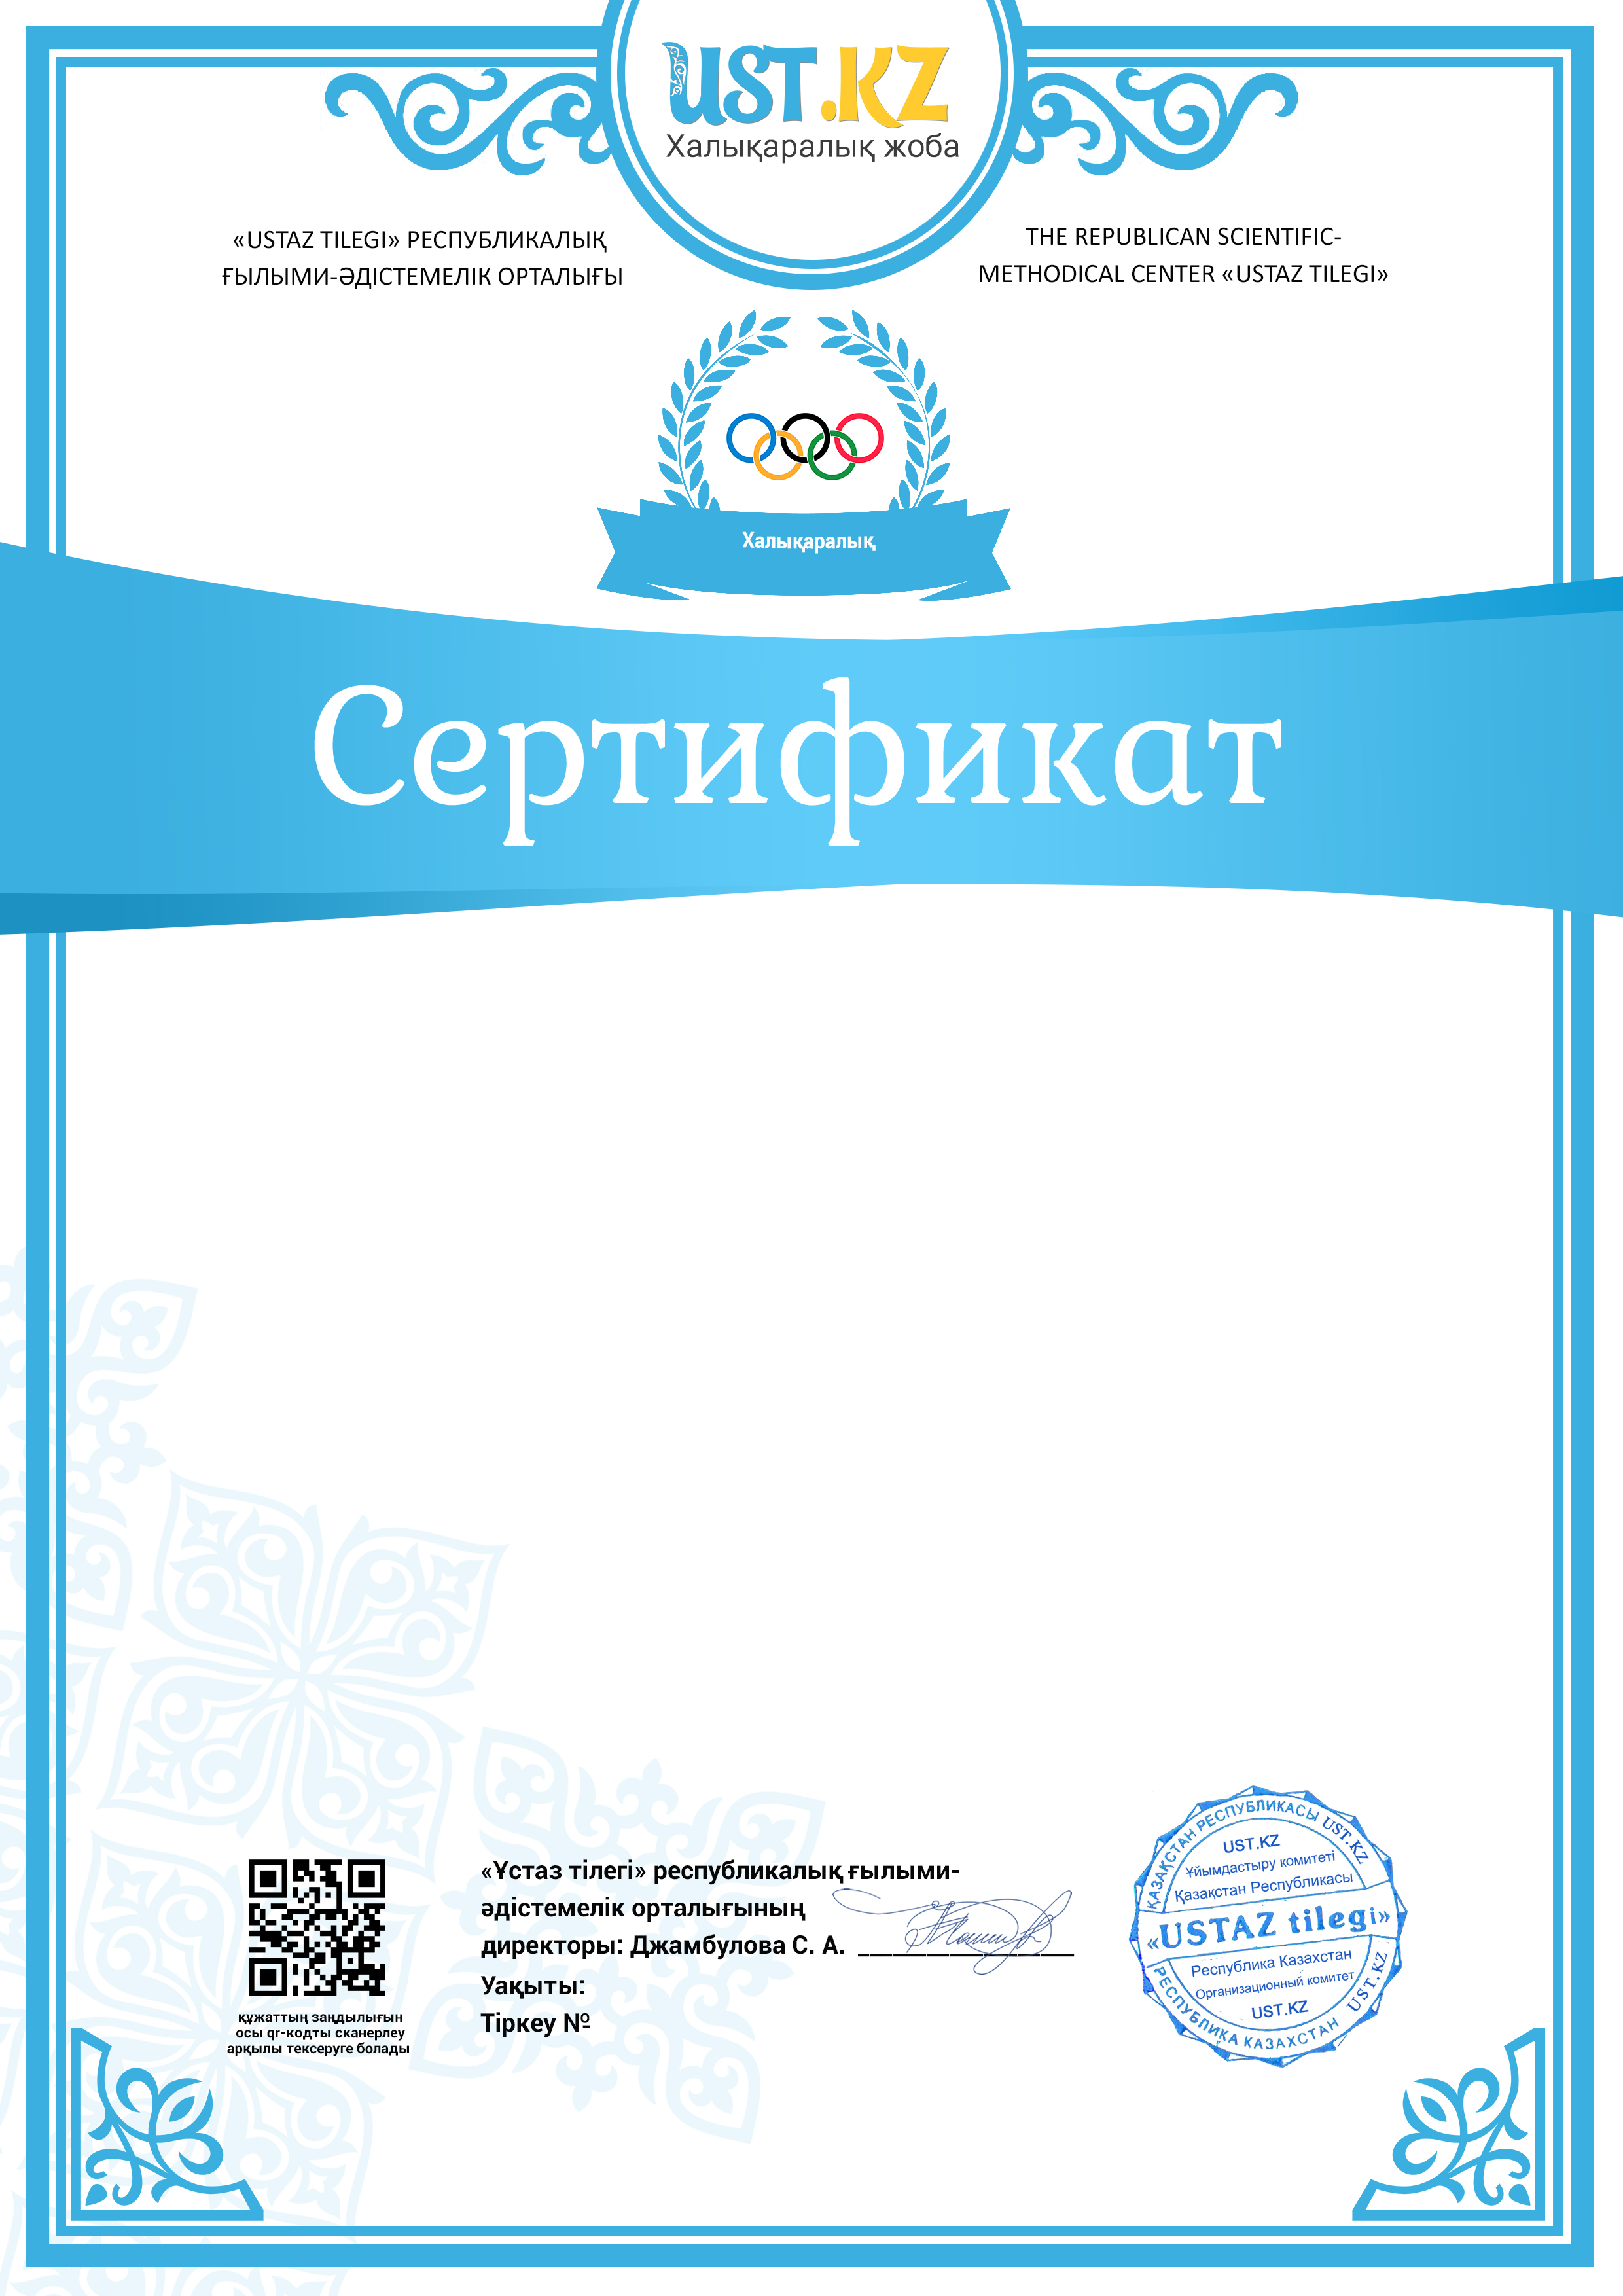 UST.KZ
Халықаралық жоба
«USTAZ TILEGI» РЕСПУБЛИКАЛЫҚ
ҒЫЛЫМИ-ӘДІСТЕМЕЛІК ОРТАЛЫҒЫ
THE REPUBLICAN SCIENTIFIC-
METHODICAL CENTER «USTAZ TILEGI»
Халықаралық
Сертификат
«Ұстаз тілегі» республикалық ғылыми-
әдістемелік орталығының
директоры: Джамбулова С. А.
Уақыты:
Тіркеу №
құжаттың заңдылығын
осы qr-кодты сканерлеу
арқылы тексеруге болады
ҚАЗАҚСТАН РЕСПУБЛИКАСЫ UST.KZ
UST.KZ
Ұйымдастыру комитеті
Қазақстан Республикасы
«USTAZ tilegi»
Республика Казахстан
Организационный комитет
UST.KZ
РЕСПУБЛИКА КАЗАХСТАН UST.KZ